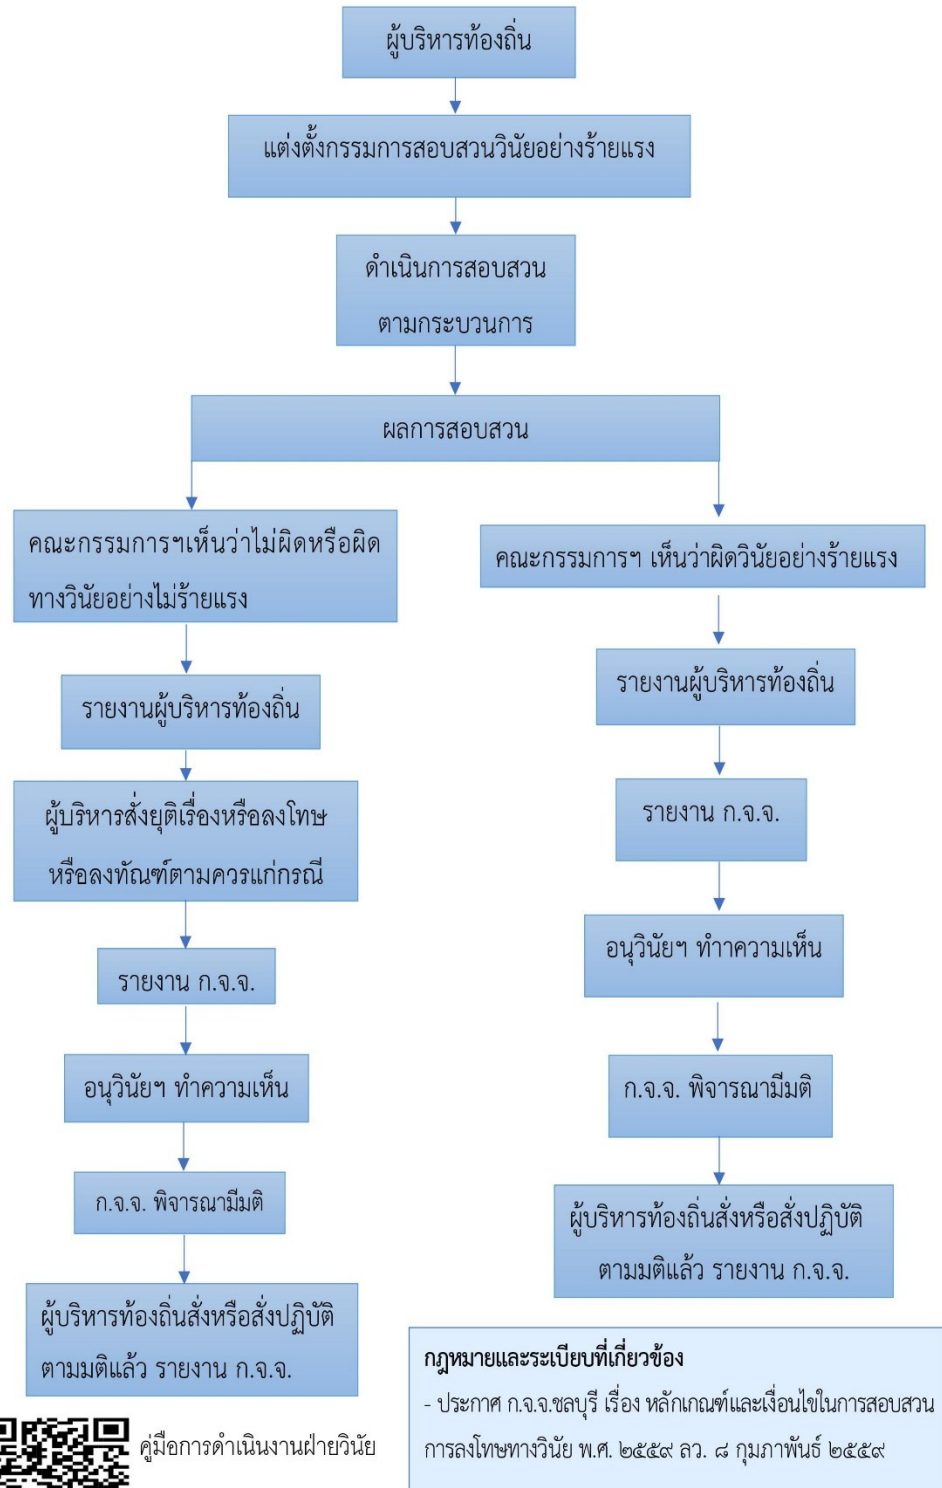 ผู้บริหารท้องถิ่น
แต่งตั้งกรรมการสอบสวนวินัยอย่างร้ายแรง
ดำเนินการสอบสวน
ตามกระบวนการ
ผลการสอบสวน
คณะกรรมการฯเห็นว่าไม่ผิดหรือผิด
ทางวินัยอย่างไม่ร้ายแรง
รายงานผู้บริหารท้องถิ่น
ผู้บริหารสั่งยุติเรื่องหรือลงโทษ
หรือลงทัณฑ์ตามควรแก่กรณี
รายงาน ก.จ.จ.
อนุวินัยฯ ทำความเห็น
ก.จ.จ. พิจารณามีมติ
ผู้บริหารท้องถิ่นสั่งหรือสั่งปฏิบัติ
ตามมติแล้ว รายงาน ก.จ.จ.
คณะกรรมการฯ เห็นว่าผิดวินัยอย่างร้ายแรง
รายงานผู้บริหารท้องถิ่น
รายงาน ก.จ.จ.
อนุวินัยฯ ทำาความเห็น
ก.จ.จ. พิจารณามีมติ
ผู้บริหารท้องถิ่นสั่งหรือสั่งปฏิบัติ
ตามมติแล้ว รายงาน ก.จ.จ.
กฎหมายและระเบียบที่เกี่ยวข้อง
- ประกาศ ก.จ.จ.ชลบุรี เรื่อง หลักเกณฑ์และเงื่อนไขในการสอบสวน
การลงโทษทางวินัย พ.ศ. ๒๕๕๙ ลว. ๘ กุมภาพันธ์ ๒๕๕๙
คู่มือการดำเนินงานฝ่ายวินัย